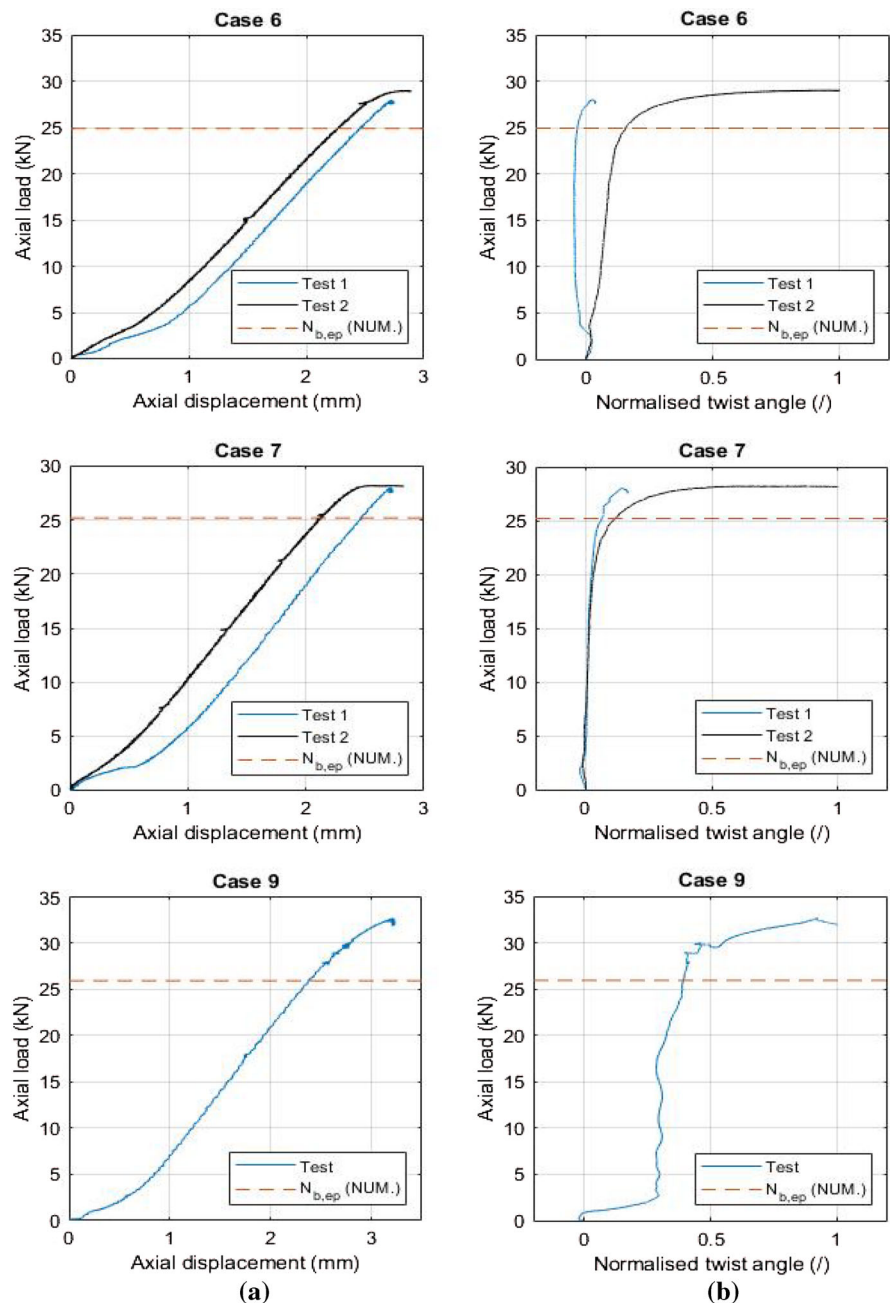 Case 6
Axial load (kN)
35
30
25
20
15
10
5
0
Test 1
Test 2
N_b,ep (NUM.)
0 1 2 3
Axial displacement (mm)
Case 6
Axial load (kN)
35
30
25
20
15
10
5
0
Test 1
Test 2
N_b,ep (NUM.)
0 0.5 1
Normalised twist angle (/)
Case 7
Axial load (kN)
30
25
20
15
10
5
0
Test 1
Test 2
N_b,ep (NUM.)
0 1 2 3
Axial displacement (mm)
Case 7
Axial load (kN)
30
25
20
15
10
5
0
Test 1
Test 2
N_b,ep (NUM.)
0 0.5 1
Normalised twist angle (/)
Case 9
Axial load (kN)
35
30
25
20
15
10
5
0
Test
N_b,ep (NUM.)
0 1 2 3
Axial displacement (mm)
(a)
Case 9
Axial load (kN)
35
30
25
20
15
10
5
0
Test
N_b,ep (NUM.)
0 0.5 1
Normalised twist angle (/)
(b)